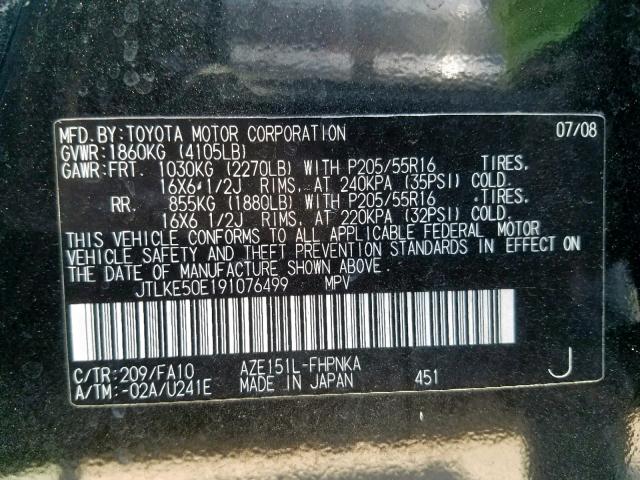 MFD.BY:TOYOTA MOTOR CORPORATION 07/08
GVWR:1860KG (4105LB)
GAWR:FRT. 1030KG (2270LB) WITH P205/55R16 TIRES,
16X6 1/2J RIMS, AT 240KPA (35PSI) COLD.
RR. 855KG (1880LB) WITH P205/55R16 TIRES,
16X6 1/2J RIMS, AT 220KPA (32PSI) COLD.
THIS VEHICLE CONFORMS TO ALL APPLICABLE FEDERAL MOTOR
VEHICLE SAFETY AND THEFT PREVENTION STANDARDS IN EFFECT ON
THE DATE OF MANUFACTURE SHOWN ABOVE.
JTLKE50E191076499 MPV
C/TR:209/FA10 AZE151L-FHPNKA
A/TM:-02A/U241E MADE IN JAPAN 451 J